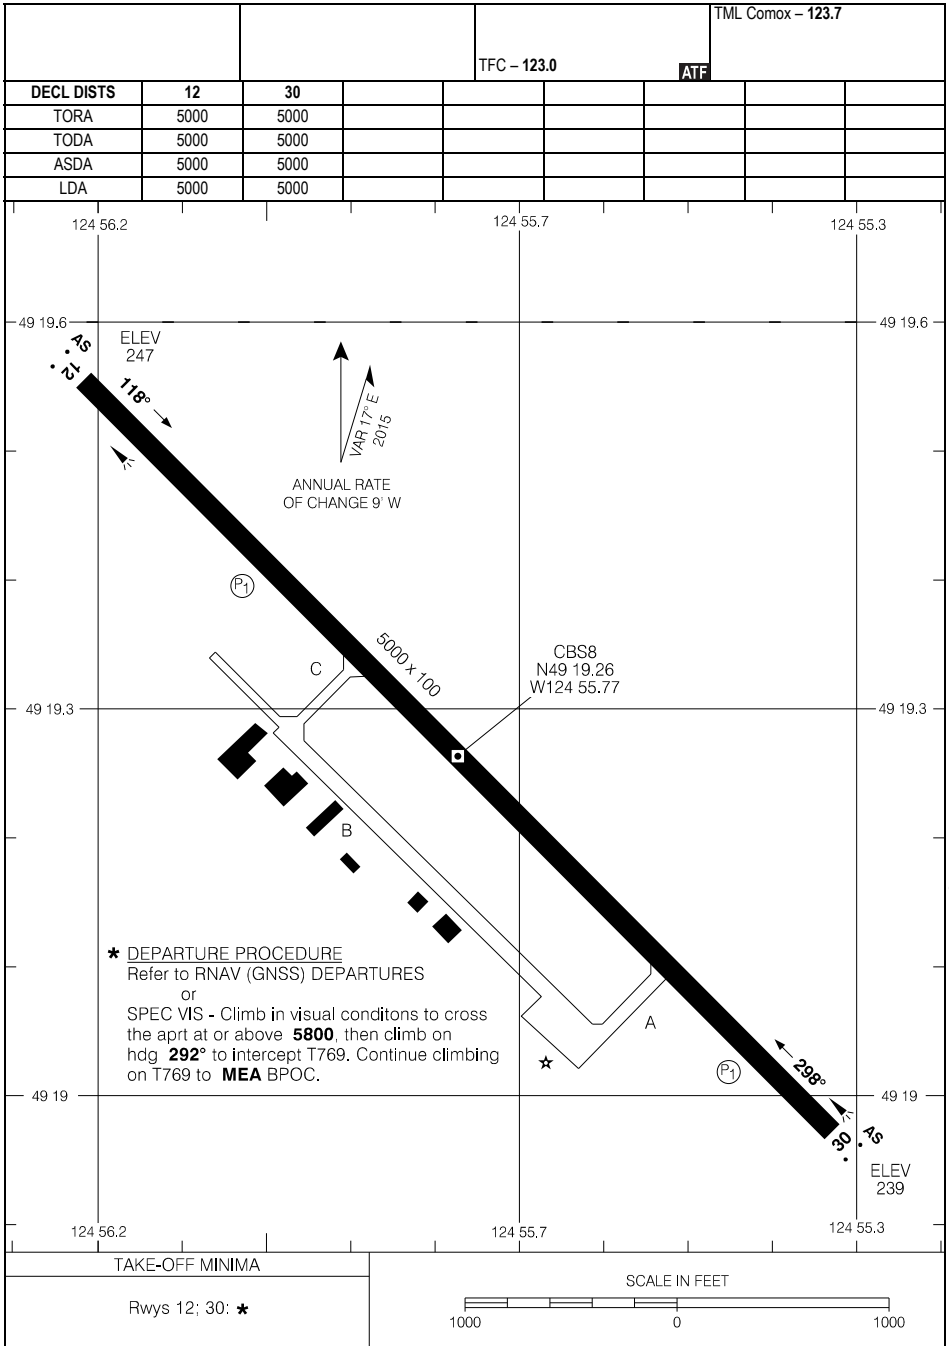 TML Comox – 123.7
TFC – 123.0
ATF
DECL DISTS 12 30
TORA 5000 5000
TODA 5000 5000
ASDA 5000 5000
LDA 5000 5000
124 56.2 124 55.7 124 55.3
49 19.6 49 19.6
AS
12
ELEV
247
118°
VAR 17° E
2015
ANNUAL RATE
OF CHANGE 9' W
P1
5000 x 100
C
CBS8
N49 19.26
W124 55.77
49 19.3 49 19.3
B
* DEPARTURE PROCEDURE
Refer to RNAV (GNSS) DEPARTURES
or
SPEC VIS - Climb in visual conditons to cross
the aprt at or above 5800, then climb on
hdg 292° to intercept T769. Continue climbing
on T769 to MEA BPOC.
A
P1
298°
49 19 49 19
30
AS
ELEV
239
124 56.2 124 55.7 124 55.3
TAKE-OFF MINIMA
Rwys 12; 30: *
SCALE IN FEET
1000 0 1000